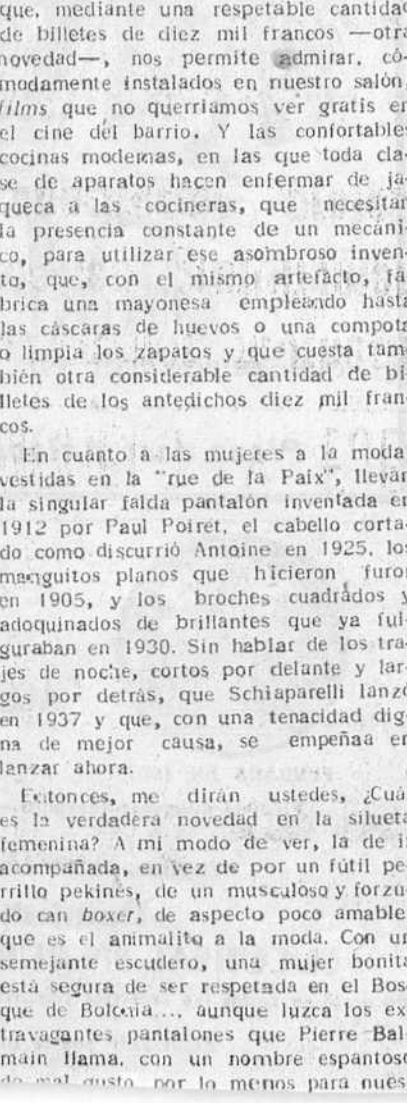 que, mediante una respetable cantidad
de billetes de diez mil francos —otra
novedad—, nos permite admirar, có-
modamente instalados en nuestro salón,
films que no querríamos ver gratis en
el cine del barrio. Y las confortables
cocinas modernas, en las que toda cla-
se de aparatos hacen enfermar de ja-
queca a las cocineras, que necesitan
la presencia constante de un mecáni-
co, para utilizar ese asombroso inven-
to, que, con el mismo artefacto, fa-
brica una mayonesa empleando hasta
las cáscaras de huevos o una compota
o limpia los zapatos y que cuesta tam-
bién otra considerable cantidad de bi-
lletes de los antedichos diez mil fran-
cos.
En cuanto a las mujeres a la moda,
vestidas en la "rue de la Paix", llevan
la singular falda pantalón inventada en
1912 por Paul Poiret, el cabello corta-
do como discurrió Antoine en 1925, los
manguitos planos que hicieron furor
en 1905, y los broches cuadrados y
adoquinados de brillantes que ya ful-
guraban en 1930. Sin hablar de los tra-
jes de noche, cortos por delante y lar-
gos por detrás, que Schiaparelli lanzó
en 1937 y que, con una tenacidad dig-
na de mejor causa, se empeñaa en
lanzar ahora.
Entonces, me dirán ustedes, ¿Cuál
es la verdadera novedad en la silueta
femenina? A mi modo de ver, la de ir
acompañada, en vez de por un fútil pe-
rrillo pekinés, de un musculoso y forzu-
do can boxer, de aspecto poco amable,
que es el animalito a la moda. Con un
semejante escudero, una mujer bonita
está segura de ser respetada en el Bos-
que de Bolonia... aunque luzca los ex-
travagantes pantalones que Pierre Bal-
main llama, con un nombre espantoso
de mal gusto, por lo menos para nues-